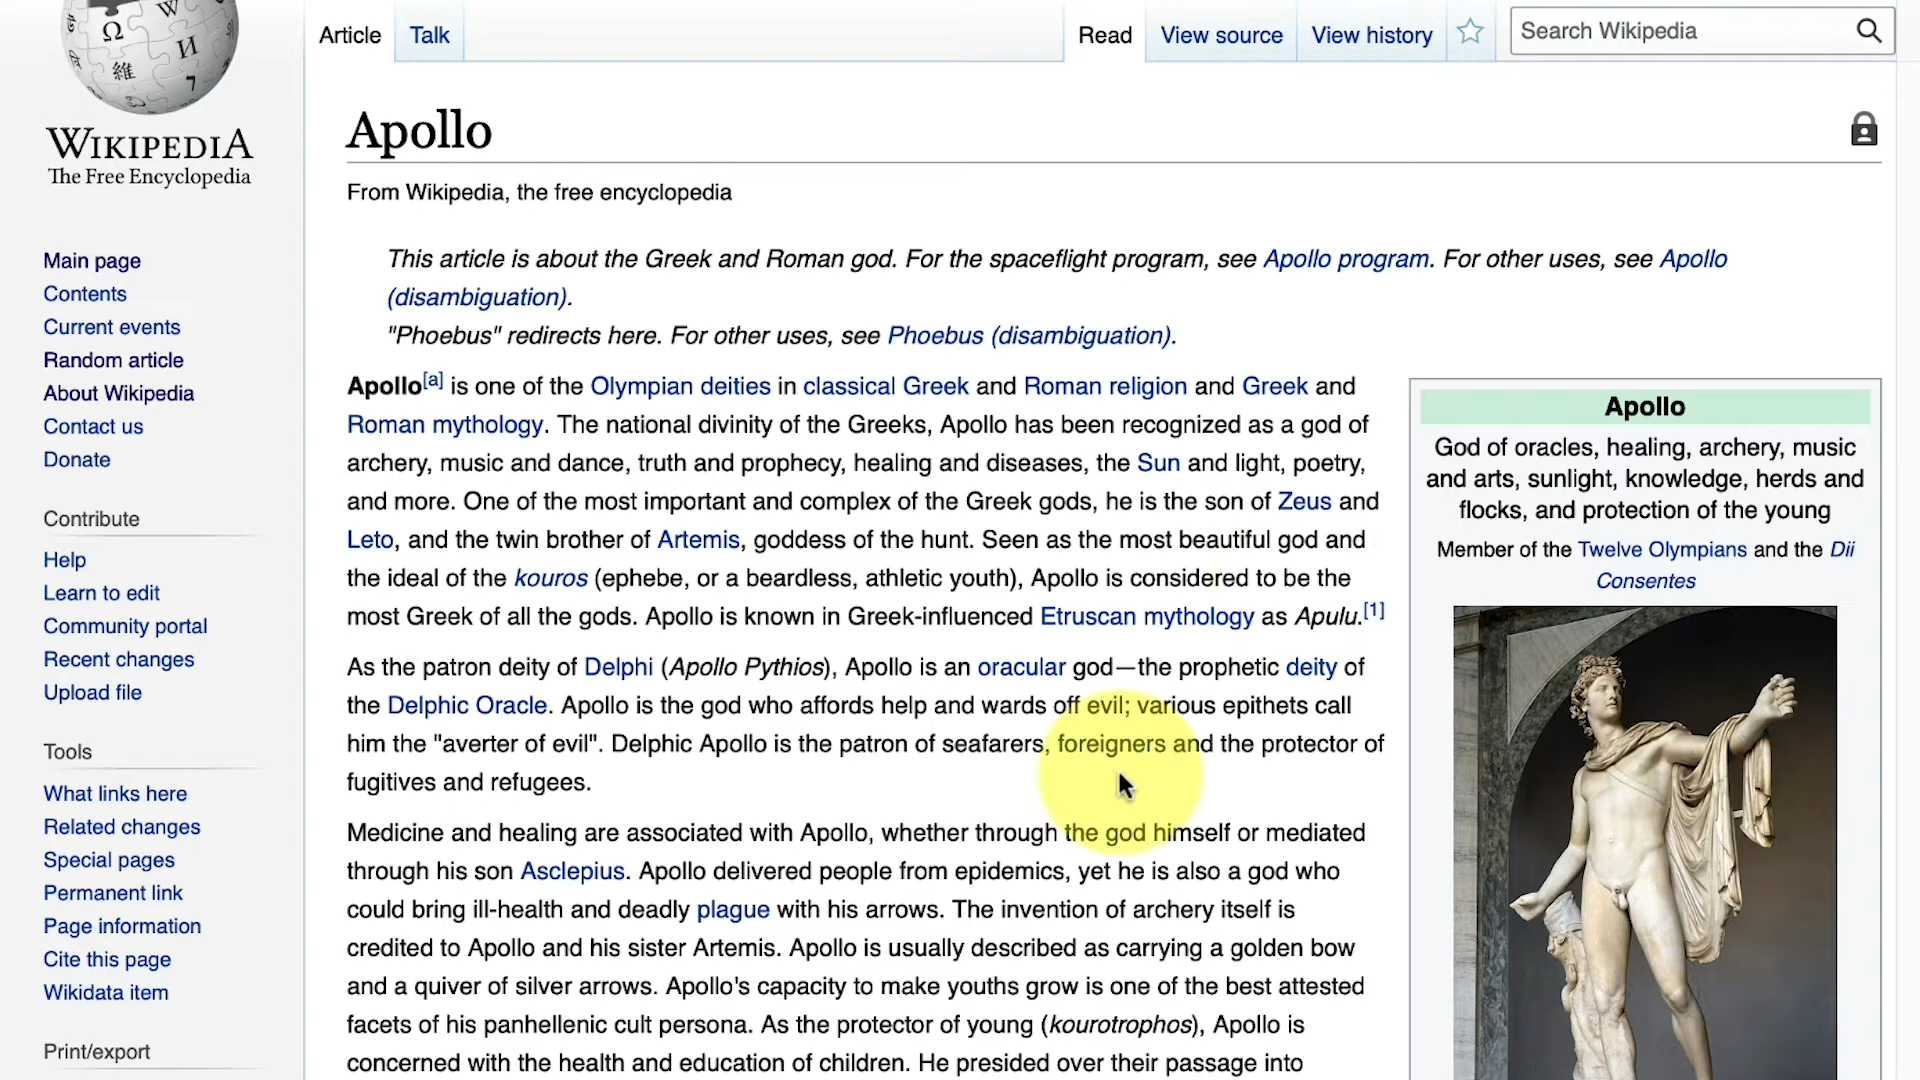 Ω W И 維 7
WIKIPEDIA
The Free Encyclopedia
Main page
Contents
Current events
Random article
About Wikipedia
Contact us
Donate
Contribute
Help
Learn to edit
Community portal
Recent changes
Upload file
Tools
What links here
Related changes
Special pages
Permanent link
Page information
Cite this page
Wikidata item
Print/export
Article Talk Read View source View history Search Wikipedia
Apollo
From Wikipedia, the free encyclopedia
This article is about the Greek and Roman god. For the spaceflight program, see Apollo program. For other uses, see Apollo
(disambiguation).
"Phoebus" redirects here. For other uses, see Phoebus (disambiguation).
Apollo[a] is one of the Olympian deities in classical Greek and Roman religion and Greek and
Roman mythology. The national divinity of the Greeks, Apollo has been recognized as a god of
archery, music and dance, truth and prophecy, healing and diseases, the Sun and light, poetry,
and more. One of the most important and complex of the Greek gods, he is the son of Zeus and
Leto, and the twin brother of Artemis, goddess of the hunt. Seen as the most beautiful god and
the ideal of the kouros (ephebe, or a beardless, athletic youth), Apollo is considered to be the
most Greek of all the gods. Apollo is known in Greek-influenced Etruscan mythology as Apulu.[1]
As the patron deity of Delphi (Apollo Pythios), Apollo is an oracular god—the prophetic deity of
the Delphic Oracle. Apollo is the god who affords help and wards off evil; various epithets call
him the "averter of evil". Delphic Apollo is the patron of seafarers, foreigners and the protector of
fugitives and refugees.
Medicine and healing are associated with Apollo, whether through the god himself or mediated
through his son Asclepius. Apollo delivered people from epidemics, yet he is also a god who
could bring ill-health and deadly plague with his arrows. The invention of archery itself is
credited to Apollo and his sister Artemis. Apollo is usually described as carrying a golden bow
and a quiver of silver arrows. Apollo's capacity to make youths grow is one of the best attested
facets of his panhellenic cult persona. As the protector of young (kourotrophos), Apollo is
concerned with the health and education of children. He presided over their passage into
Apollo
God of oracles, healing, archery, music
and arts, sunlight, knowledge, herds and
flocks, and protection of the young
Member of the Twelve Olympians and the Dii
Consentes